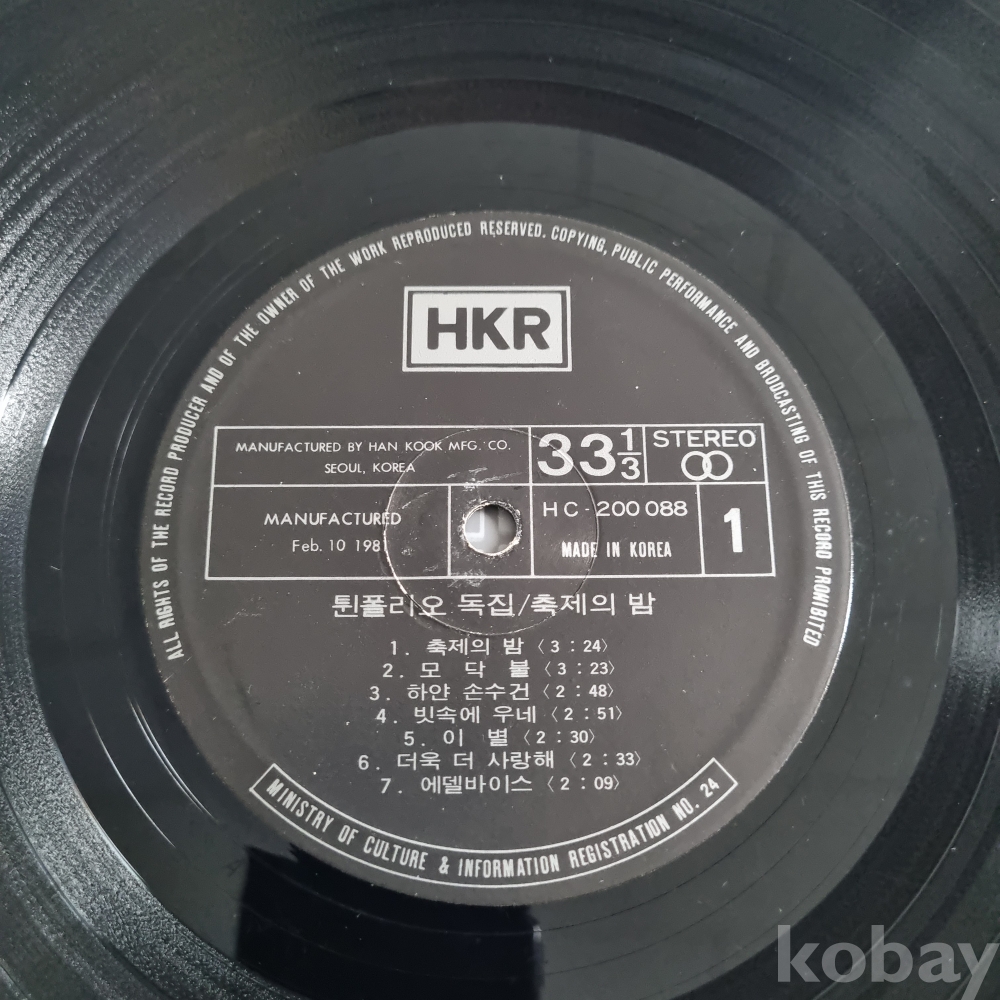 ALL RIGHTS OF THE RECORD PRODUCER AND OF THE OWNER OF THE WORK REPRODUCED RESERVED. COPYING, PUBLIC PERFORMANCE AND BRODCASTING OF THIS RECORD PROHIBITED
HKR
MANUFACTURED BY HAN KOOK MFG. CO.
SEOUL, KOREA
33 1/3
STEREO
MANUFACTURED
Feb. 10 1981
HC-200 088
MADE IN KOREA
1
튄폴리오 독집/축제의 밤
1. 축제의 밤 〈3 : 24〉
2. 모 닥 불 〈3 : 23〉
3. 하얀 손수건 〈2 : 48〉
4. 빗속에 우네 〈2 : 51〉
5. 이 별 〈2 : 30〉
6. 더욱 더 사랑해 〈2 : 33〉
7. 에델바이스 〈2 : 09〉
MINISTRY OF CULTURE & INFORMATION REGISTRATION NO. 24
kobay